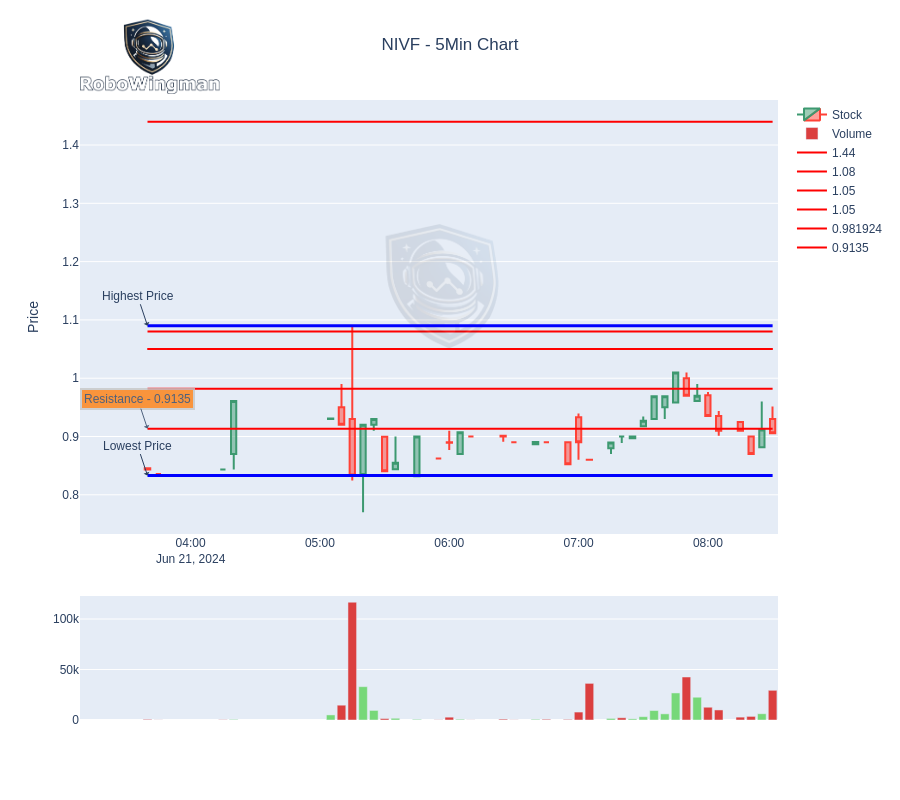 NIVF - 5Min Chart
RoboWingman
Stock
Volume
1.44
1.08
1.05
1.05
0.981924
0.9135
Price
1.4
1.3
1.2
1.1
1
0.9
0.8
Highest Price
Resistance - 0.9135
Lowest Price
04:00
05:00
06:00
07:00
08:00
Jun 21, 2024
100k
50k
0